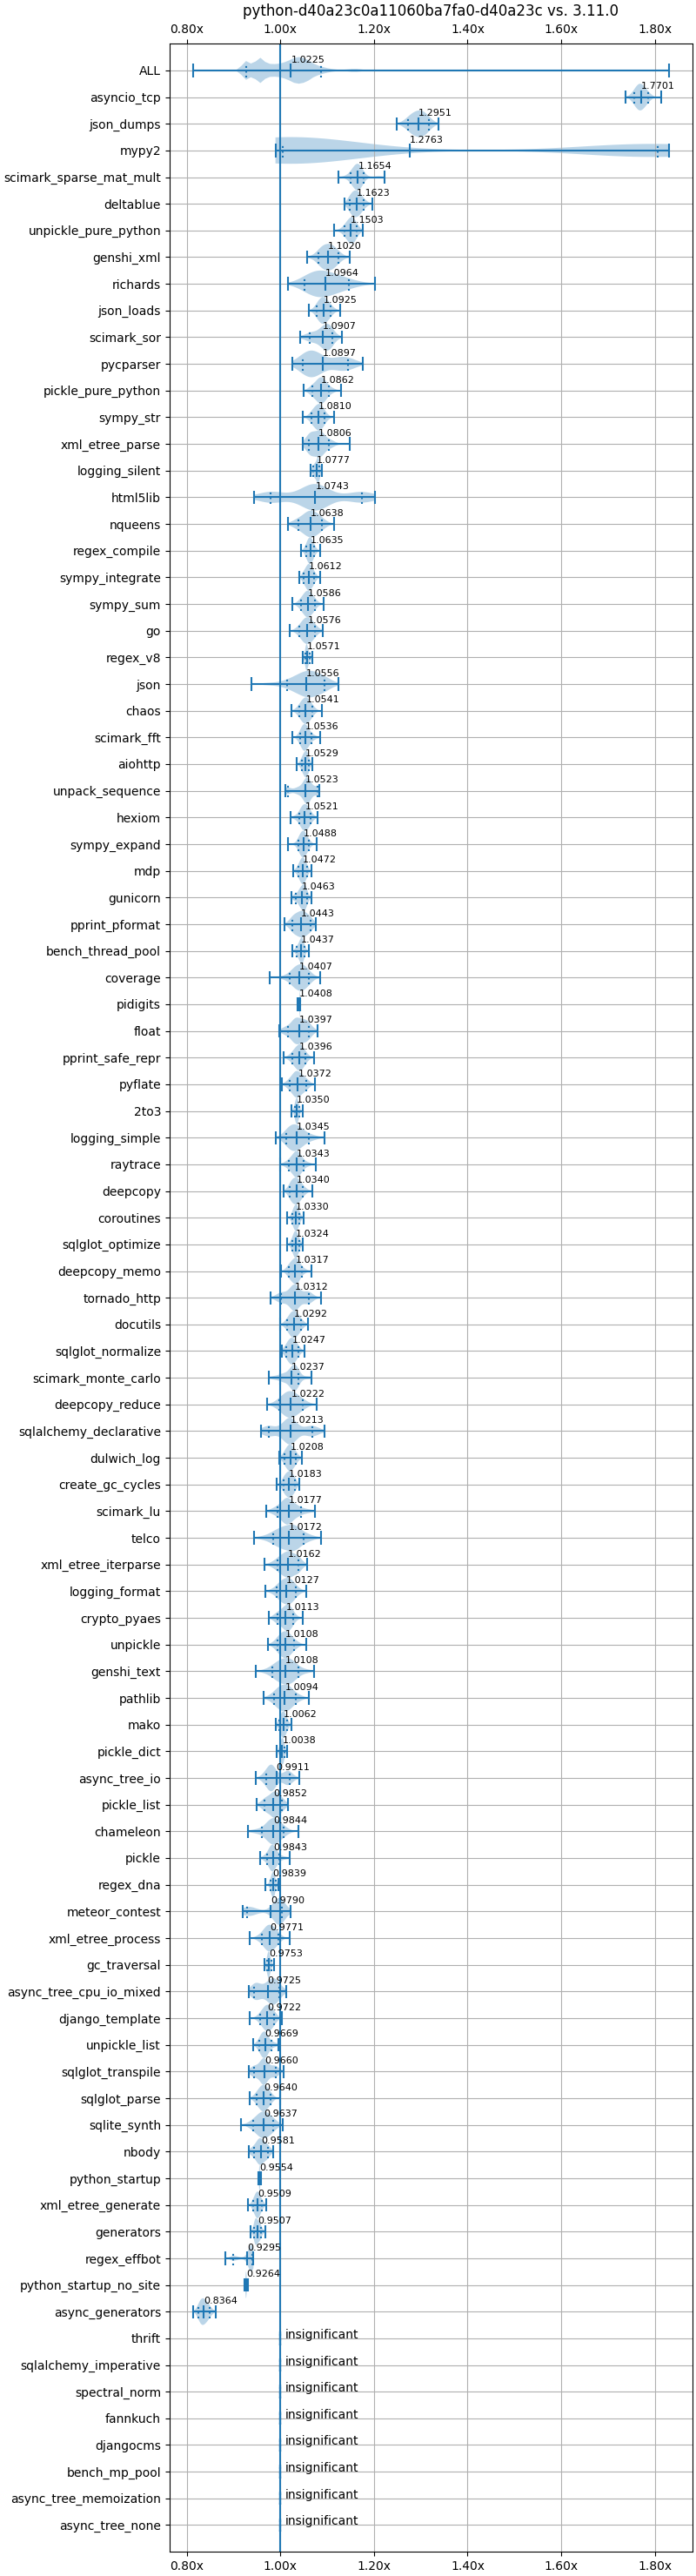 python-d40a23c0a11060ba7fa0-d40a23c vs. 3.11.0
0.80x 1.00x 1.20x 1.40x 1.60x 1.80x
ALL 1.0225
asyncio_tcp 1.7701
json_dumps 1.2951
mypy2 1.2763
scimark_sparse_mat_mult 1.1654
deltablue 1.1623
unpickle_pure_python 1.1503
genshi_xml 1.1020
richards 1.0964
json_loads 1.0925
scimark_sor 1.0907
pycparser 1.0897
pickle_pure_python 1.0862
sympy_str 1.0810
xml_etree_parse 1.0806
logging_silent 1.0777
html5lib 1.0743
nqueens 1.0638
regex_compile 1.0635
sympy_integrate 1.0612
sympy_sum 1.0586
go 1.0576
regex_v8 1.0571
json 1.0556
chaos 1.0541
scimark_fft 1.0536
aiohttp 1.0529
unpack_sequence 1.0523
hexiom 1.0521
sympy_expand 1.0488
mdp 1.0472
gunicorn 1.0463
pprint_pformat 1.0443
bench_thread_pool 1.0437
coverage 1.0407
pidigits 1.0408
float 1.0397
pprint_safe_repr 1.0396
pyflate 1.0372
2to3 1.0350
logging_simple 1.0345
raytrace 1.0343
deepcopy 1.0340
coroutines 1.0330
sqlglot_optimize 1.0324
deepcopy_memo 1.0317
tornado_http 1.0312
docutils 1.0292
sqlglot_normalize 1.0247
scimark_monte_carlo 1.0237
deepcopy_reduce 1.0222
sqlalchemy_declarative 1.0213
dulwich_log 1.0208
create_gc_cycles 1.0183
scimark_lu 1.0177
telco 1.0172
xml_etree_iterparse 1.0162
logging_format 1.0127
crypto_pyaes 1.0113
unpickle 1.0108
genshi_text 1.0108
pathlib 1.0094
mako 1.0062
pickle_dict 1.0038
async_tree_io 0.9911
pickle_list 0.9852
chameleon 0.9844
pickle 0.9843
regex_dna 0.9839
meteor_contest 0.9790
xml_etree_process 0.9771
gc_traversal 0.9753
async_tree_cpu_io_mixed 0.9725
django_template 0.9722
unpickle_list 0.9669
sqlglot_transpile 0.9660
sqlglot_parse 0.9640
sqlite_synth 0.9637
nbody 0.9581
python_startup 0.9554
xml_etree_generate 0.9509
generators 0.9507
regex_effbot 0.9295
python_startup_no_site 0.9264
async_generators 0.8364
thrift insignificant
sqlalchemy_imperative insignificant
spectral_norm insignificant
fannkuch insignificant
djangocms insignificant
bench_mp_pool insignificant
async_tree_memoization insignificant
async_tree_none insignificant
0.80x 1.00x 1.20x 1.40x 1.60x 1.80x